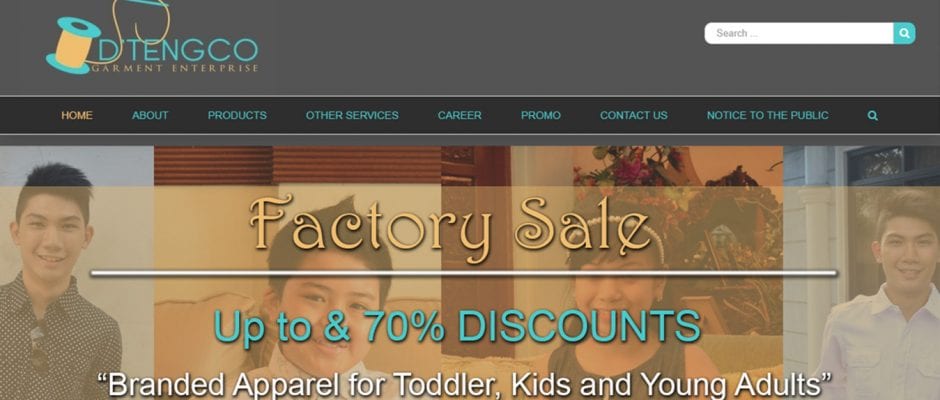 DITENGCO
GARMENT ENTERPRISE
Search ...
HOME ABOUT PRODUCTS OTHER SERVICES CAREER PROMO CONTACT US NOTICE TO THE PUBLIC
Factory Sale
Up to & 70% DISCOUNTS
“Branded Apparel for Toddler, Kids and Young Adults”